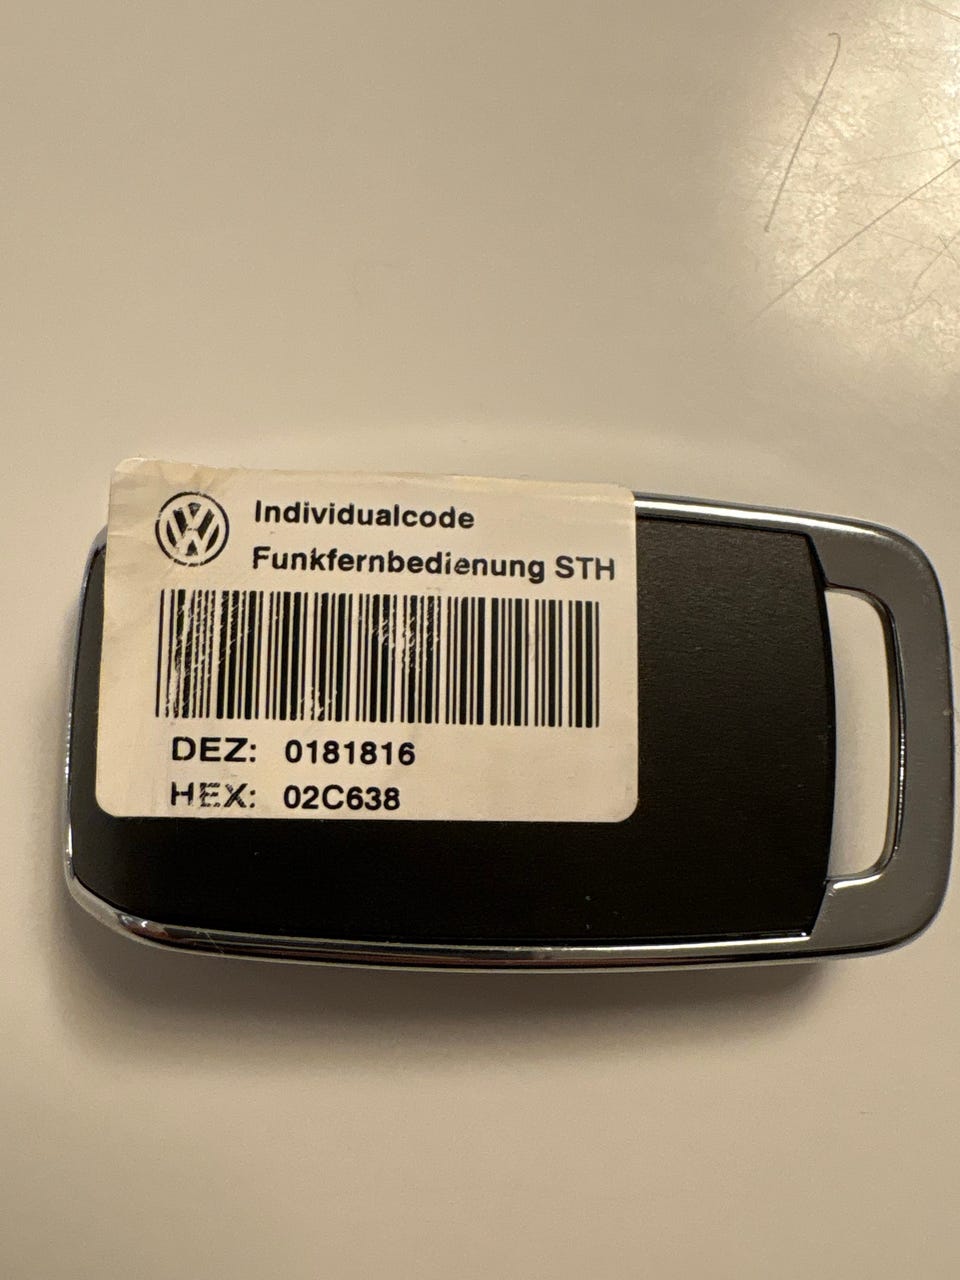 Individualcode
Funkfernbedienung STH
DEZ: 0181816
HEX: 02C638